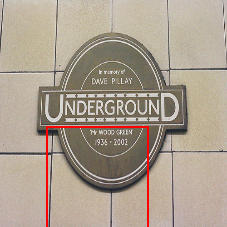 In memory of
DAVE PILLAY
UNDERGROUND
'Mr WOOD GREEN'
1936 - 2002